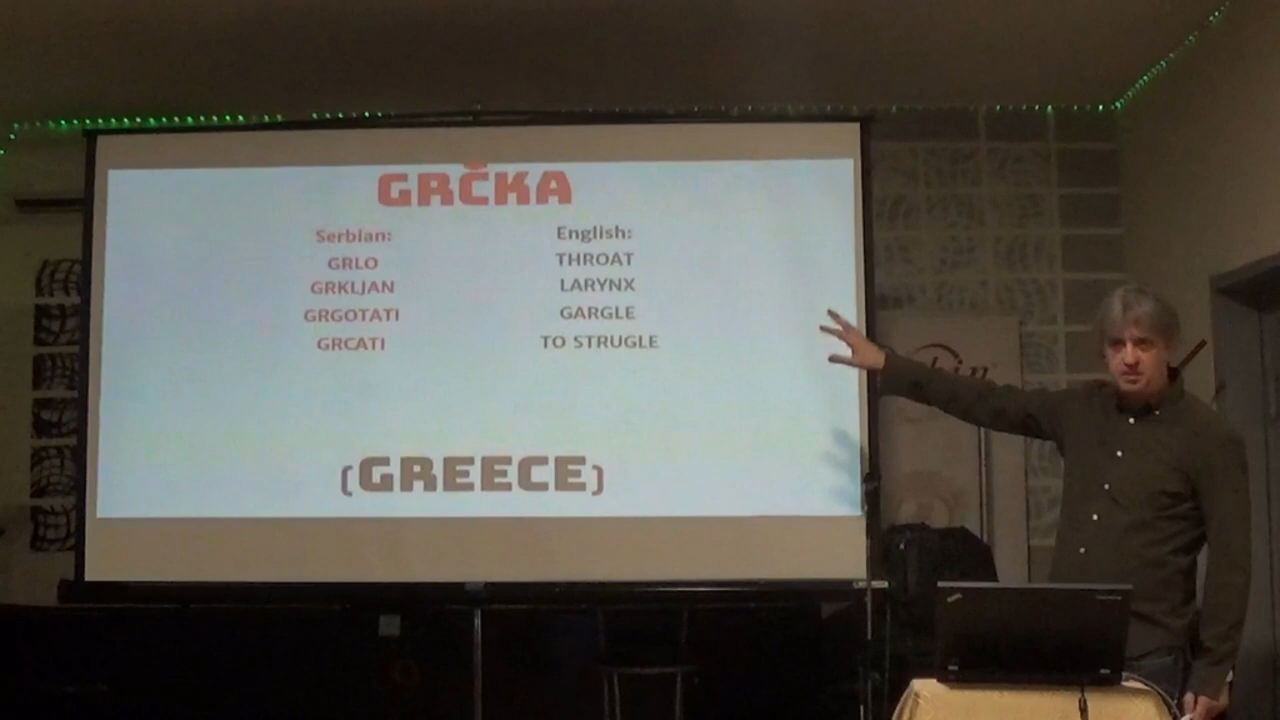 GRČKA
Serbian: English:
GRLO THROAT
GRKLJAN LARYNX
GRGOTATI GARGLE
GRCATI TO STRUGLE
(GREECE)